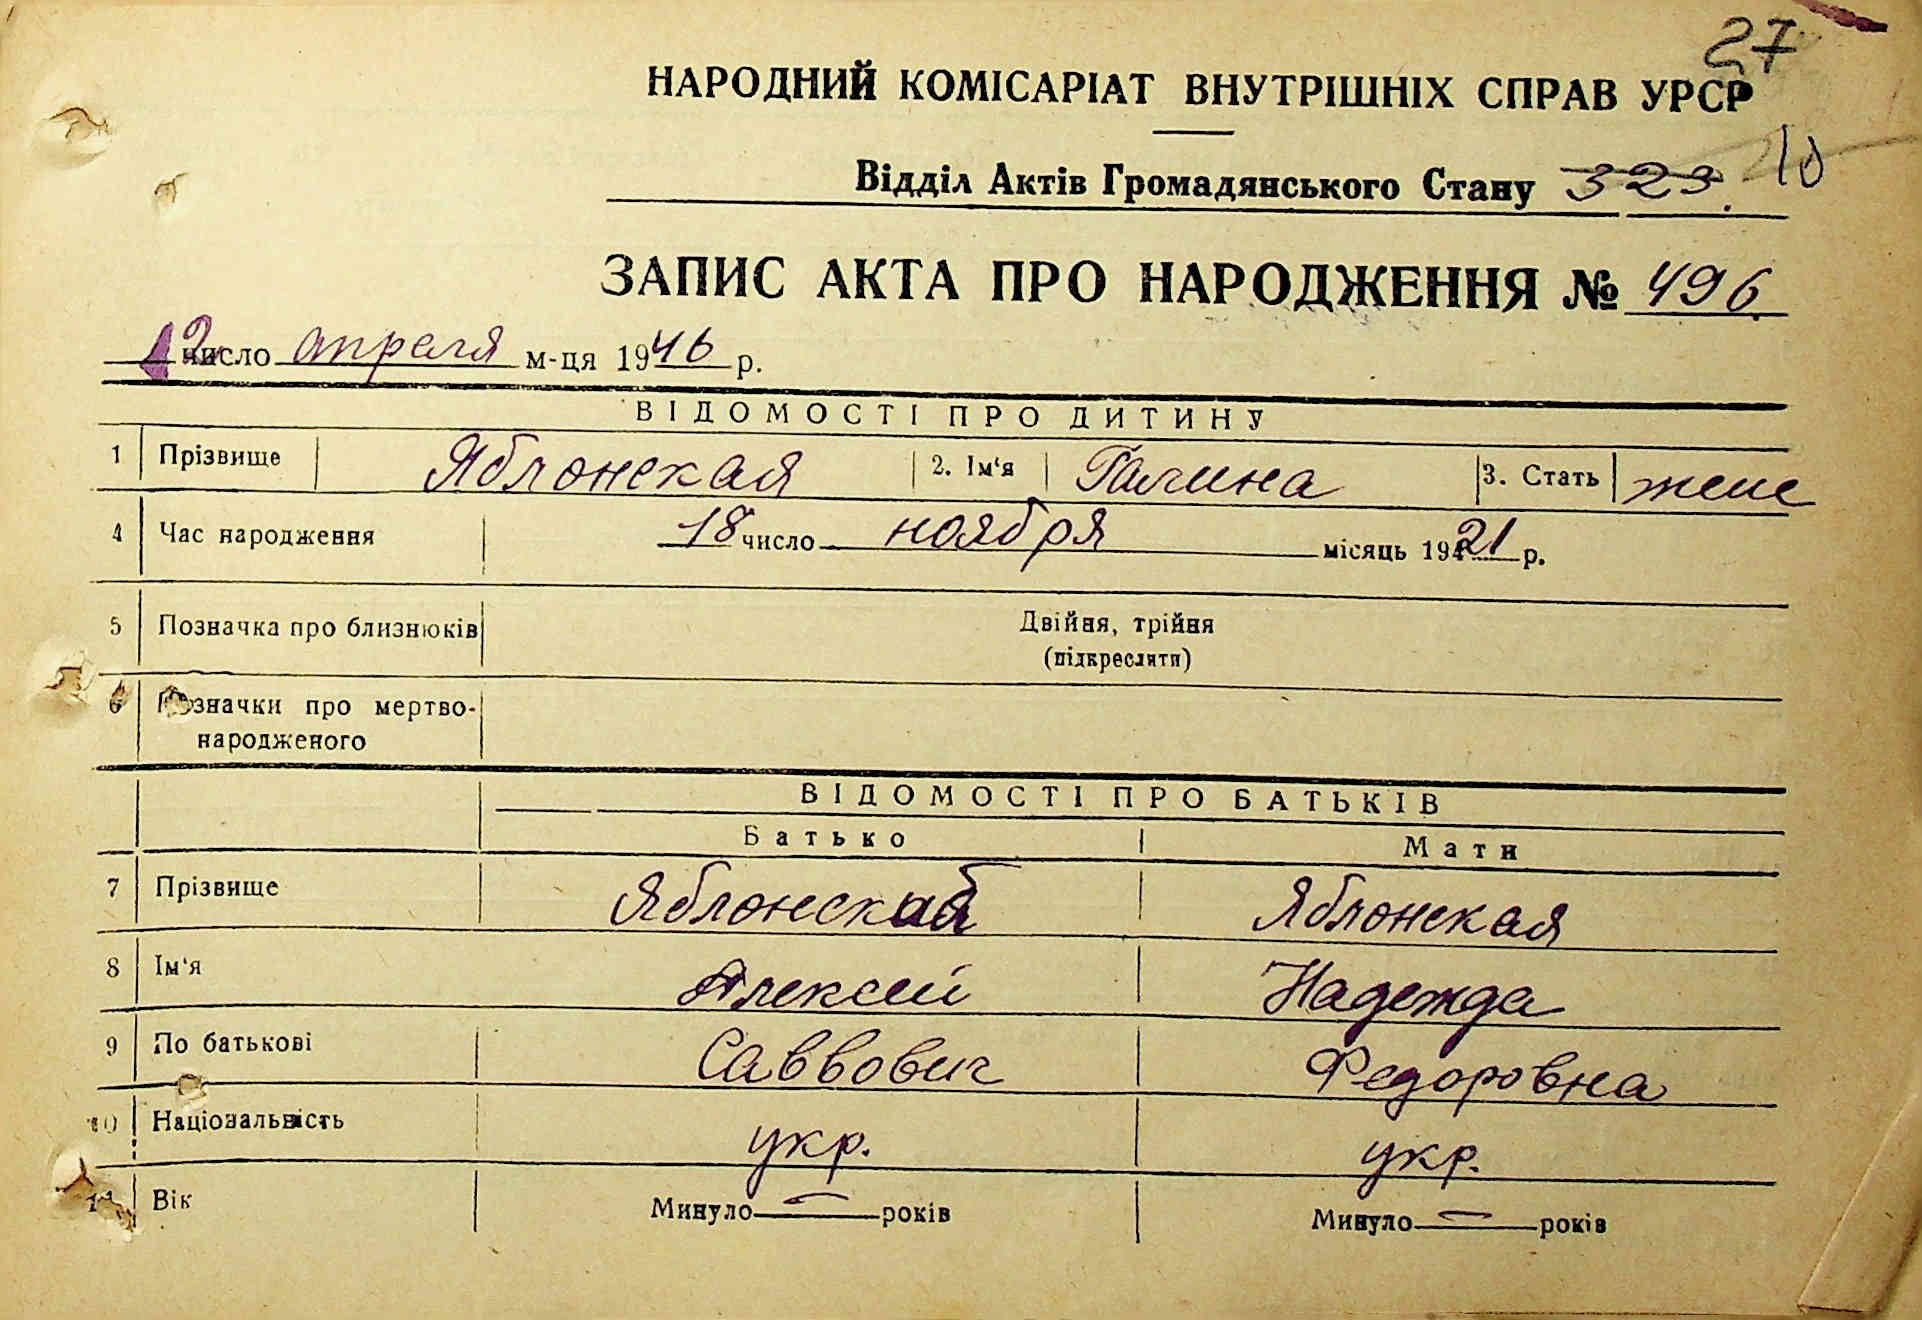 27
НАРОДНИЙ КОМІСАРІАТ ВНУТРІШНІХ СПРАВ УРСР
Відділ Актів Громадянського Стану 323. 10
ЗАПИС АКТА ПРО НАРОДЖЕННЯ № 496
12 число апреля м-ця 1946 р.
ВІДОМОСТІ ПРО ДИТИНУ
1 Прізвище Яблонская 2. Ім'я Галина 3. Стать женс
4 Час народження 18 число ноября місяць 1921 р.
5 Позначка про близнюків Двійня, трійня
(підкреслити)
6 Позначки про мертво-
народженого
ВІДОМОСТІ ПРО БАТЬКІВ
Батько Мати
7 Прізвище Яблонский Яблонская
8 Ім'я Алексей Надежда
9 По батькові Саввович Федоровна
10 Національність укр. укр.
11 Вік Минуло — років Минуло — років